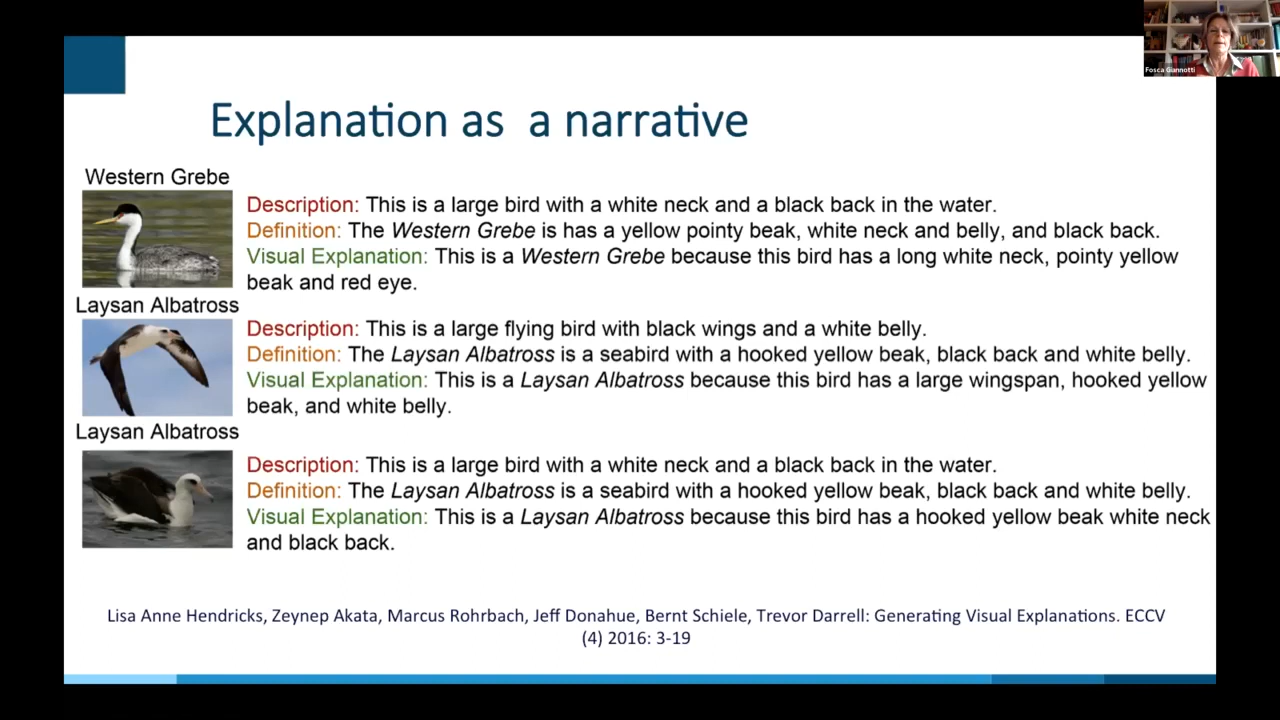 Fosca Giannotti
Explanation as a narrative
Western Grebe
Description: This is a large bird with a white neck and a black back in the water.
Definition: The Western Grebe is has a yellow pointy beak, white neck and belly, and black back.
Visual Explanation: This is a Western Grebe because this bird has a long white neck, pointy yellow
beak and red eye.
Laysan Albatross
Description: This is a large flying bird with black wings and a white belly.
Definition: The Laysan Albatross is a seabird with a hooked yellow beak, black back and white belly.
Visual Explanation: This is a Laysan Albatross because this bird has a large wingspan, hooked yellow
beak, and white belly.
Laysan Albatross
Description: This is a large bird with a white neck and a black back in the water.
Definition: The Laysan Albatross is a seabird with a hooked yellow beak, black back and white belly.
Visual Explanation: This is a Laysan Albatross because this bird has a hooked yellow beak white neck
and black back.
Lisa Anne Hendricks, Zeynep Akata, Marcus Rohrbach, Jeff Donahue, Bernt Schiele, Trevor Darrell: Generating Visual Explanations. ECCV
(4) 2016: 3-19